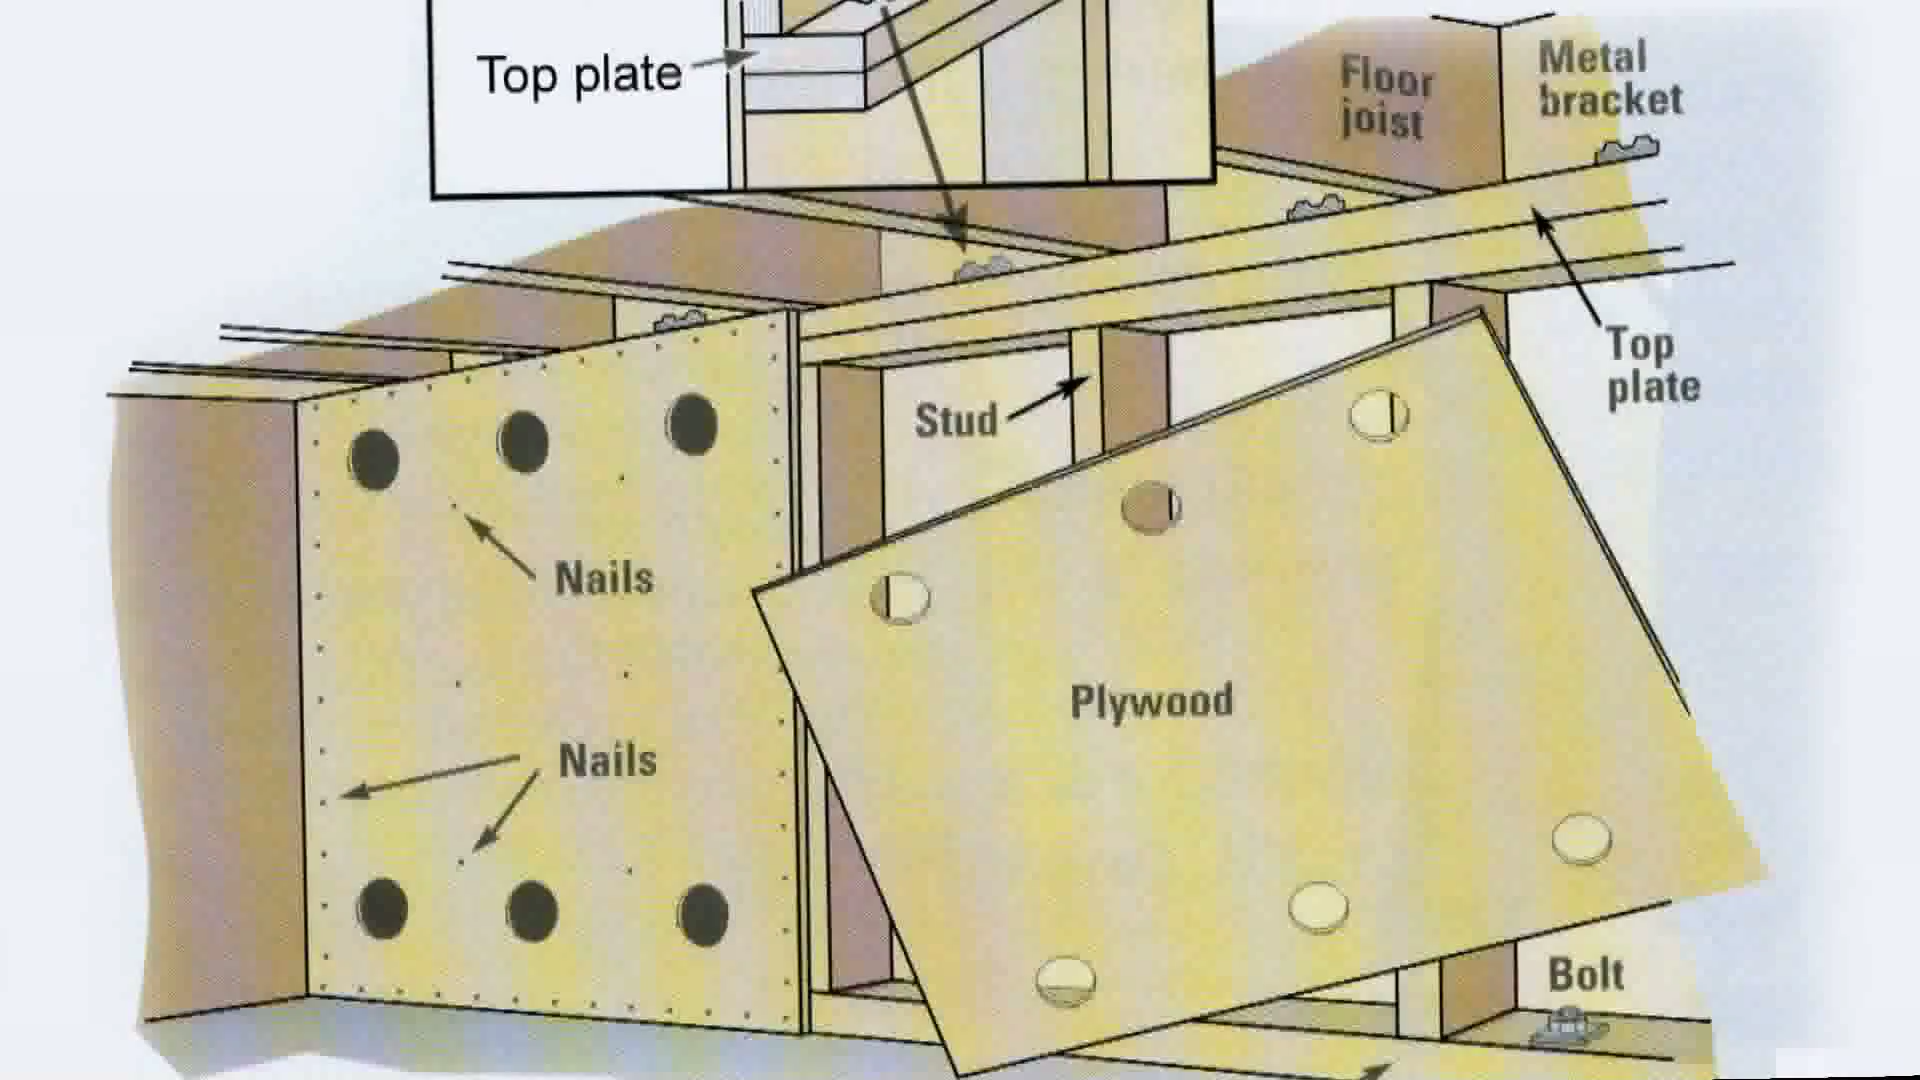 Top plate
Floor
joist
Metal
bracket
Top
plate
Stud
Nails
Plywood
Nails
Bolt